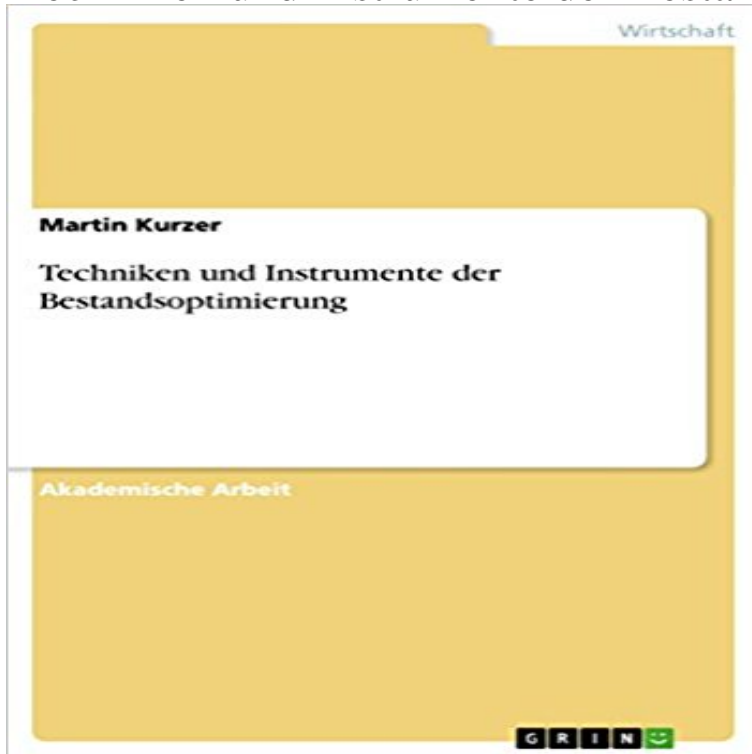 Wirtschaft
Martin Kurzer
Techniken und Instrumente der
Bestandsoptimierung
Akademische Arbeit
GRIN